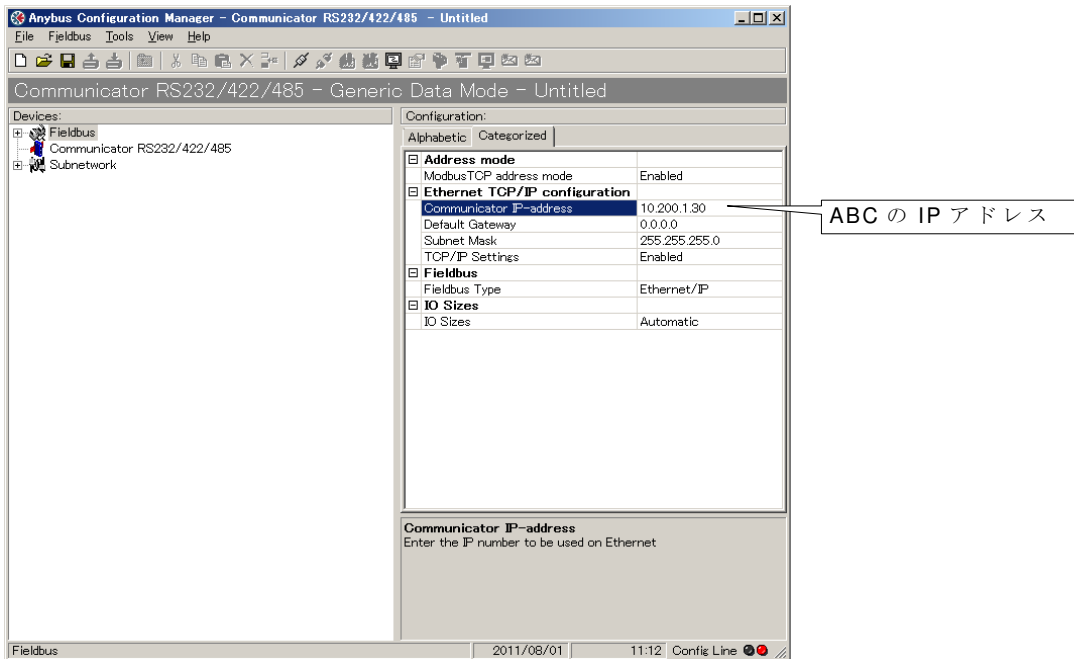 Anybus Configuration Manager - Communicator RS232/422/485 - Untitled
File Fieldbus Tools View Help
Communicator RS232/422/485 - Generic Data Mode - Untitled
Devices:
Fieldbus
Communicator RS232/422/485
Subnetwork
Configuration:
Alphabetic Categorized
Address mode
ModbusTCP address mode Enabled
Ethernet TCP/IP configuration
Communicator IP-address 10.200.1.30
Default Gateway 0.0.0.0
Subnet Mask 255.255.255.0
TCP/IP Settings Enabled
Fieldbus
Fieldbus Type Ethernet/IP
IO Sizes
IO Sizes Automatic
ABC の IP アドレス
Communicator IP-address
Enter the IP number to be used on Ethernet
Fieldbus 2011/08/01 11:12 Config Line